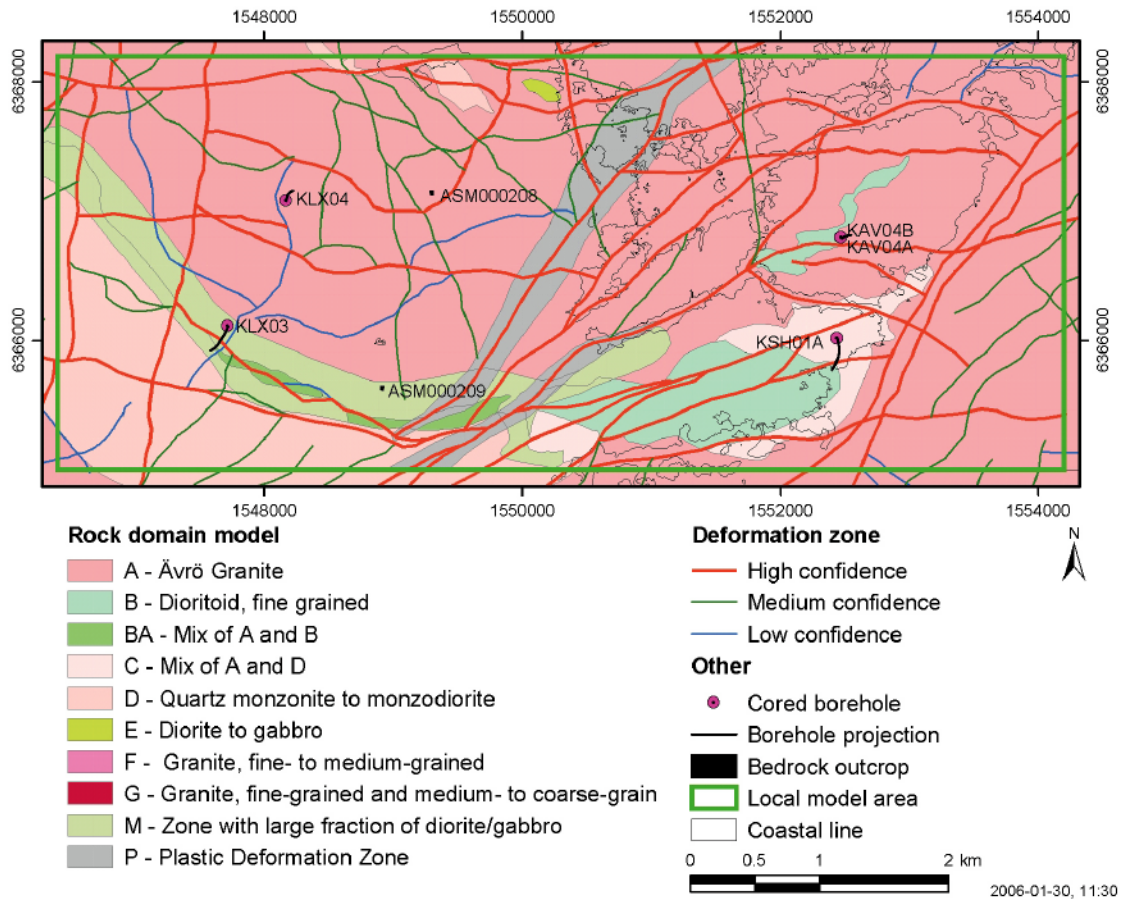 1548000 1550000 1552000 1554000
6368000 6368000
KLX04
ASM000208
KAV04B
KAV04A
KLX03
KSH01A
6366000 6366000
ASM000209
1548000 1550000 1552000 1554000
Rock domain model
A - Ävrö Granite
B - Dioritoid, fine grained
BA - Mix of A and B
C - Mix of A and D
D - Quartz monzonite to monzodiorite
E - Diorite to gabbro
F - Granite, fine- to medium-grained
G - Granite, fine-grained and medium- to coarse-grain
M - Zone with large fraction of diorite/gabbro
P - Plastic Deformation Zone
Deformation zone
High confidence
Medium confidence
Low confidence
Other
Cored borehole
Borehole projection
Bedrock outcrop
Local model area
Coastal line
N
0 0.5 1 2 km
2006-01-30, 11:30